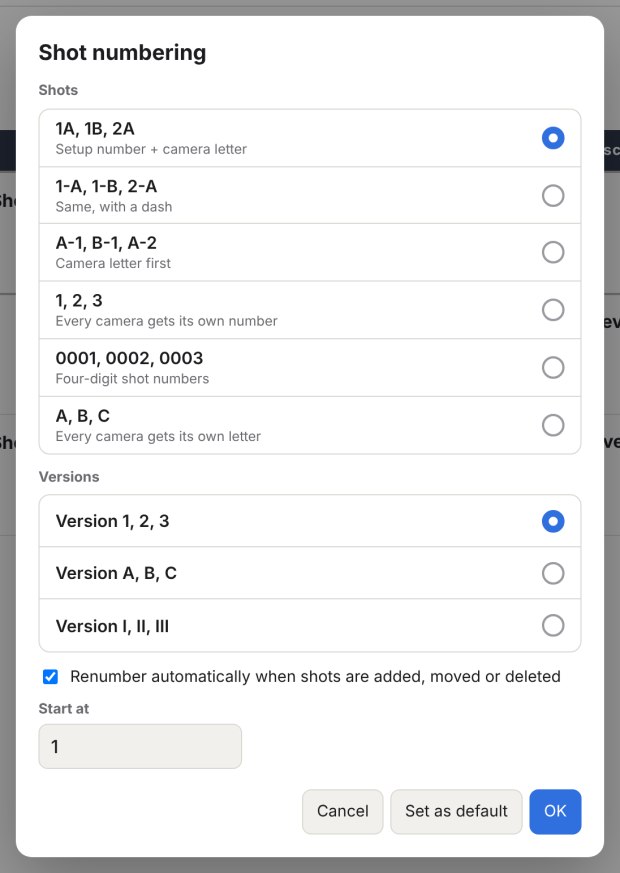 Shot numbering
Shots
1A, 1B, 2A
Setup number + camera letter
1-A, 1-B, 2-A
Same, with a dash
A-1, B-1, A-2
Camera letter first
1, 2, 3
Every camera gets its own number
0001, 0002, 0003
Four-digit shot numbers
A, B, C
Every camera gets its own letter
Versions
Version 1, 2, 3
Version A, B, C
Version I, II, III
Renumber automatically when shots are added, moved or deleted
Start at
1
Cancel
Set as default
OK